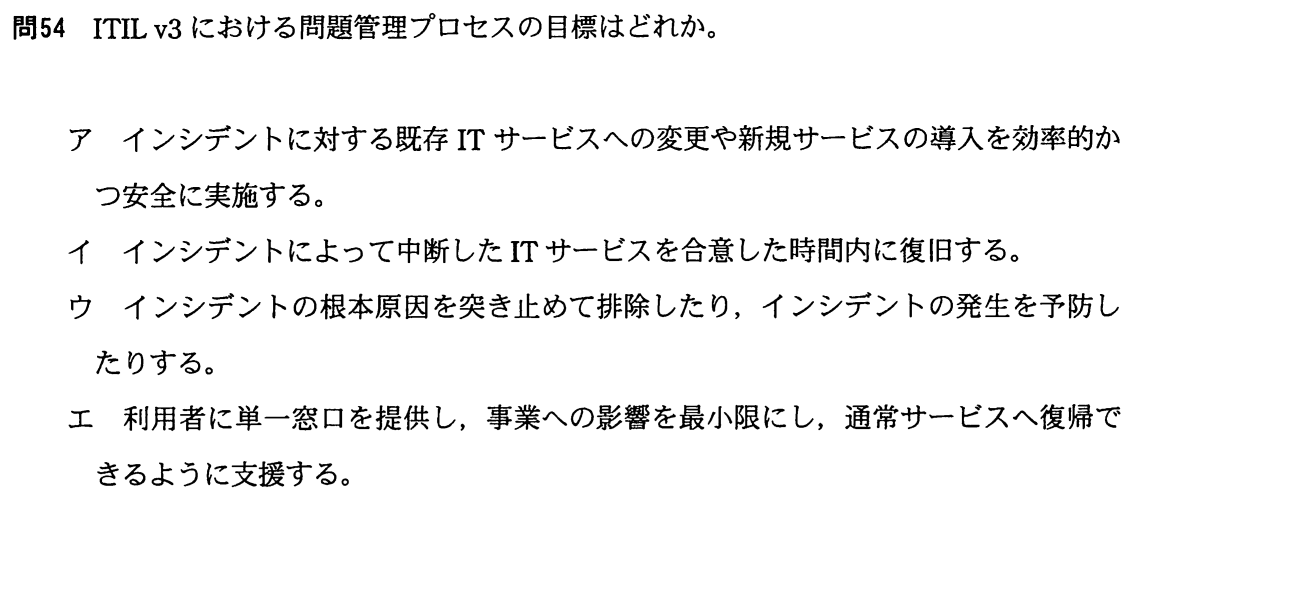 問54 ITIL v3 における問題管理プロセスの目標はどれか。
ア インシデントに対する既存 IT サービスへの変更や新規サービスの導入を効率的か
つ安全に実施する。
イ インシデントによって中断した IT サービスを合意した時間内に復旧する。
ウ インシデントの根本原因を突き止めて排除したり，インシデントの発生を予防し
たりする。
エ 利用者に単一窓口を提供し，事業への影響を最小限にし，通常サービスへ復帰で
きるように支援する。